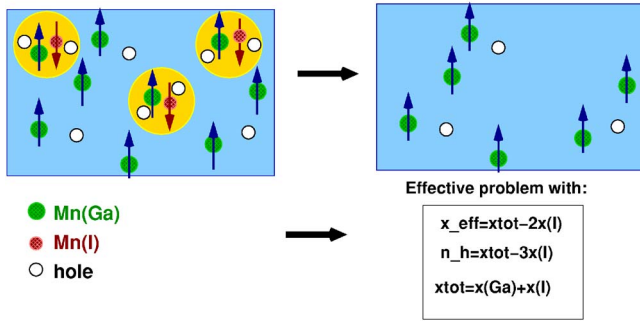 Mn(Ga)
Mn(I)
hole
Effective problem with:
x_eff=xtot-2x(I)
n_h=xtot-3x(I)
xtot=x(Ga)+x(I)